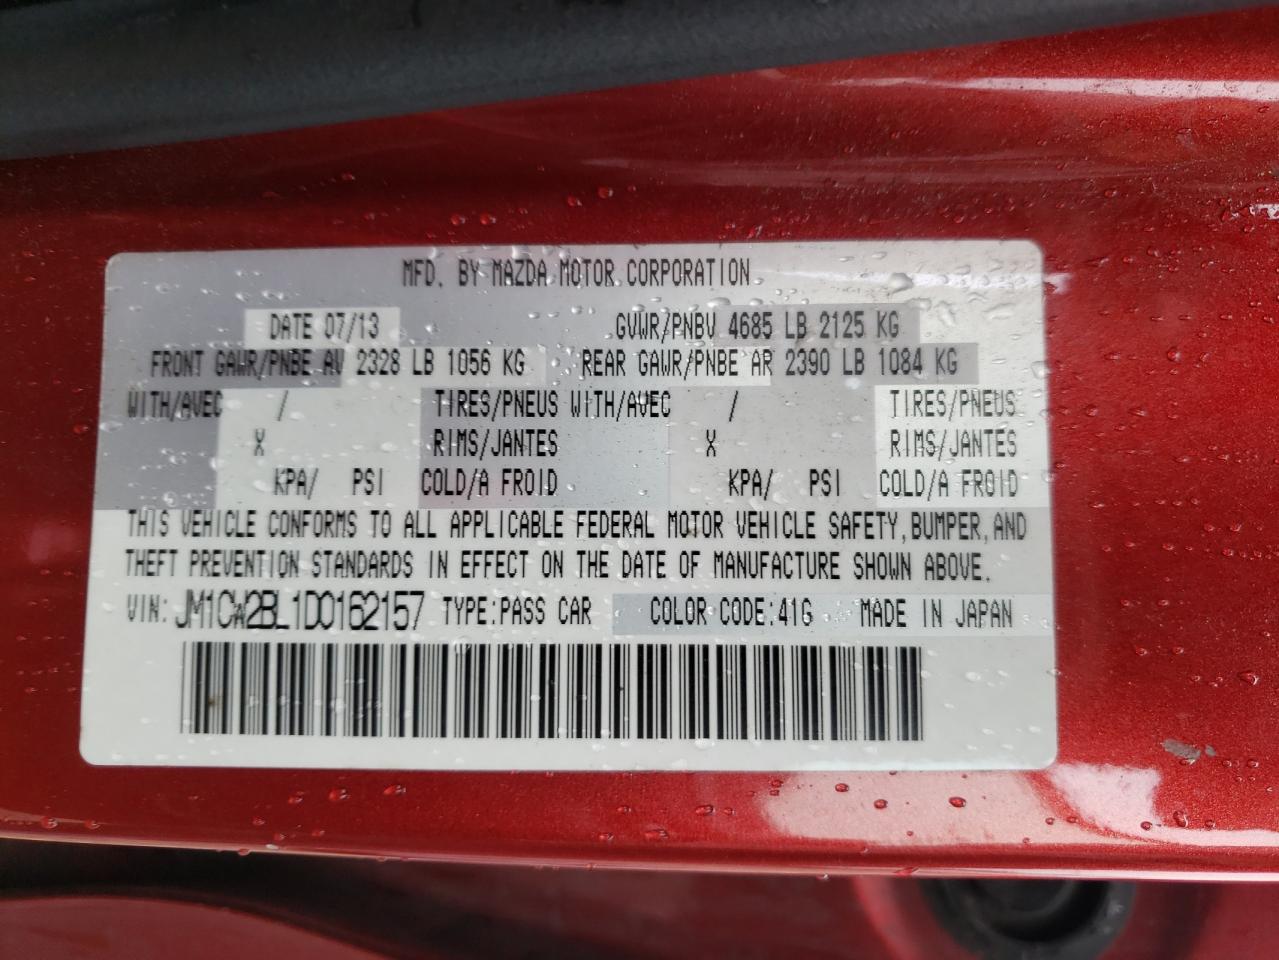 MFD. BY MAZDA MOTOR CORPORATION
DATE 07/13 GVWR/PNBV 4685 LB 2125 KG
FRONT GAWR/PNBE AV 2328 LB 1056 KG REAR GAWR/PNBE AR 2390 LB 1084 KG
WITH/AVEC / TIRES/PNEUS WITH/AVEC / TIRES/PNEUS
X RIMS/JANTES X RIMS/JANTES
KPA/ PSI COLD/A FROID KPA/ PSI COLD/A FROID
THIS VEHICLE CONFORMS TO ALL APPLICABLE FEDERAL MOTOR VEHICLE SAFETY, BUMPER, AND
THEFT PREVENTION STANDARDS IN EFFECT ON THE DATE OF MANUFACTURE SHOWN ABOVE.
VIN: JM1CW2BL1D0162157 TYPE:PASS CAR COLOR CODE:41G MADE IN JAPAN